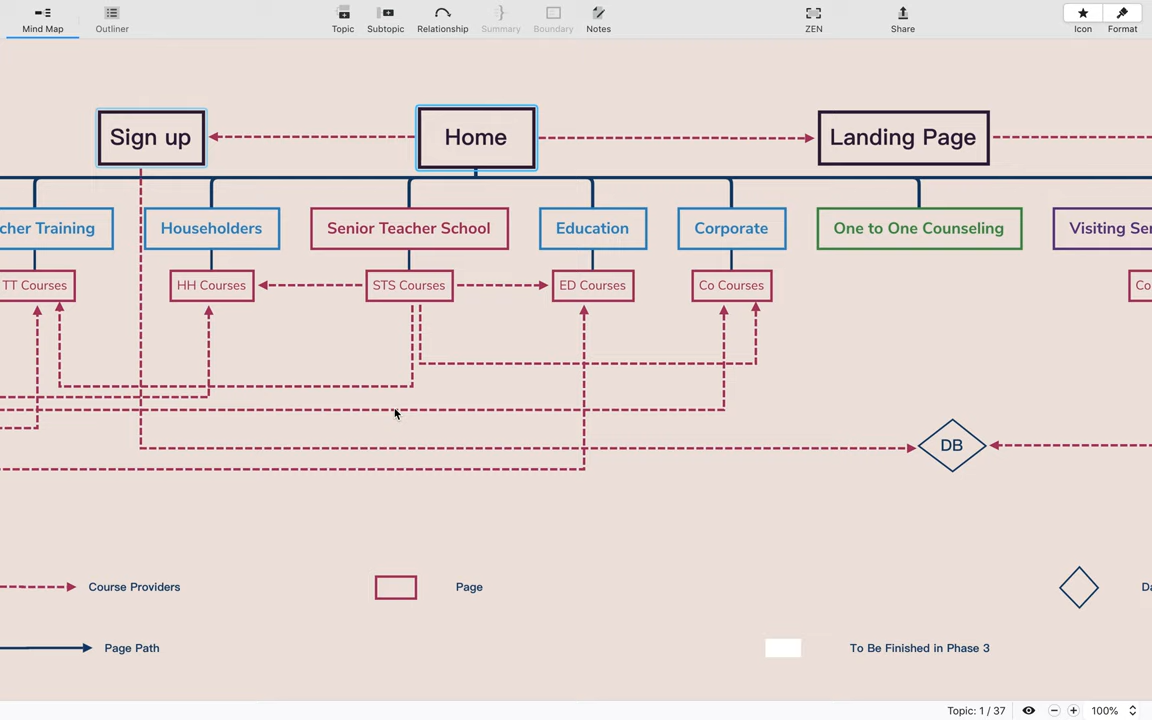 Mind Map
Outliner
Topic
Subtopic
Relationship
Summary
Boundary
Notes
ZEN
Share
Icon
Format
Sign up
Home
Landing Page
cher Training
Householders
Senior Teacher School
Education
Corporate
One to One Counseling
Visiting Ser
TT Courses
HH Courses
STS Courses
ED Courses
Co Courses
Co
DB
Course Providers
Page
Da
Page Path
To Be Finished in Phase 3
Topic: 1 / 37
100%